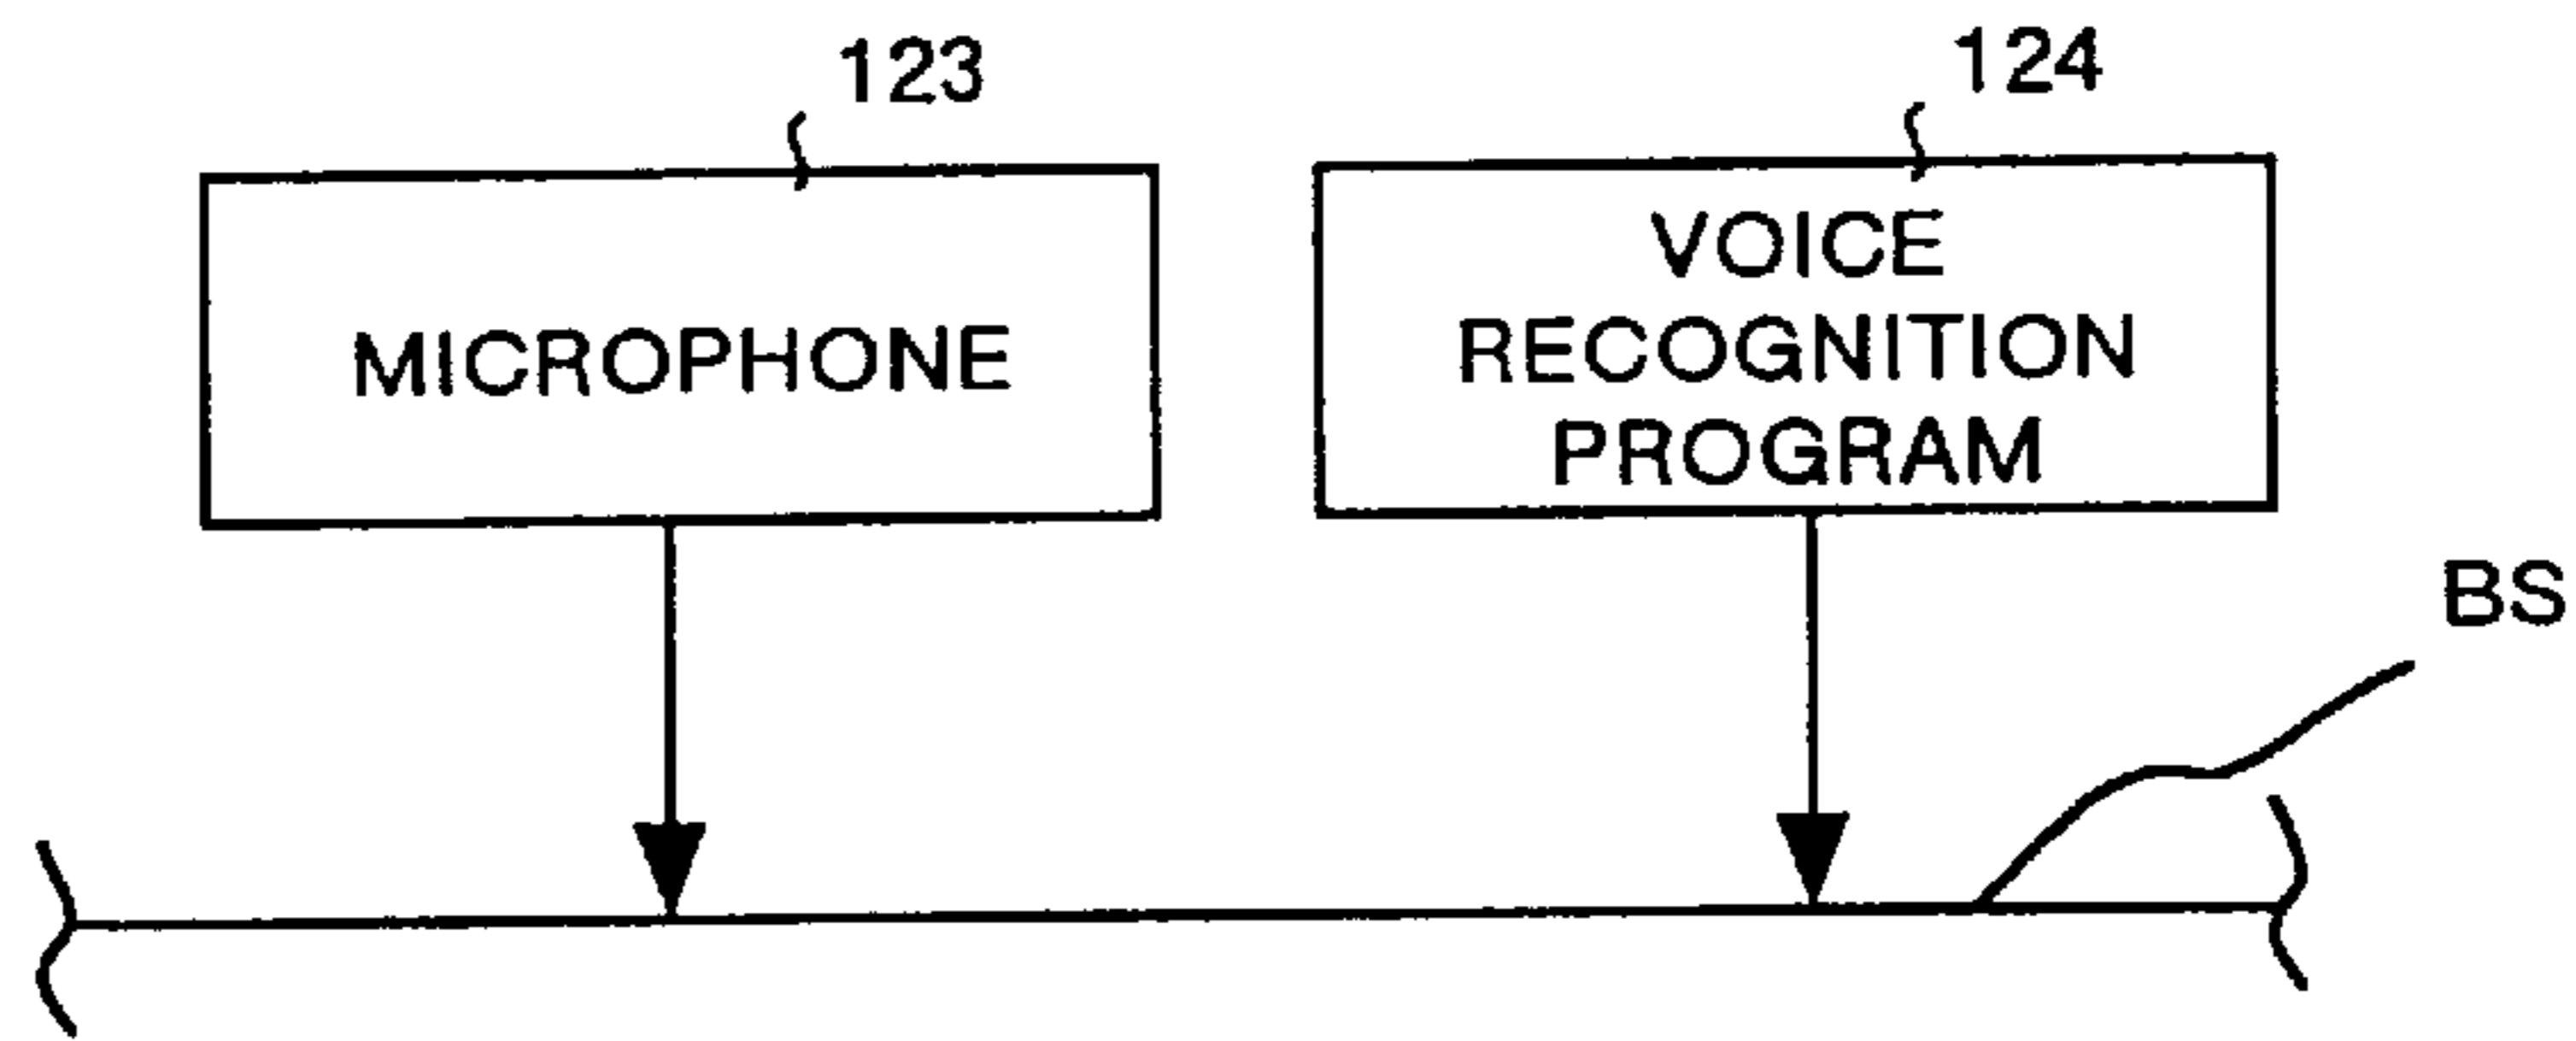 123
MICROPHONE
124
VOICE
RECOGNITION
PROGRAM
BS